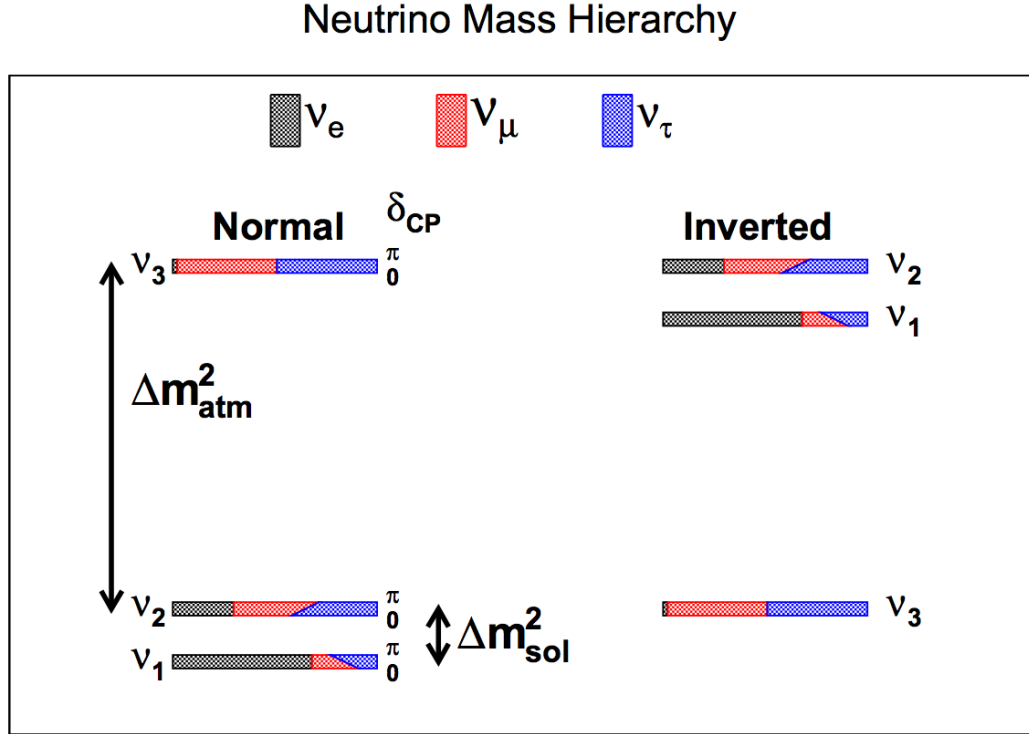 Neutrino Mass Hierarchy
νe νμ ντ
Normal δCP Inverted
ν3 π 0 ν2
ν1
Δm²atm
ν2 π 0 ν3
Δm²sol
ν1 π 0